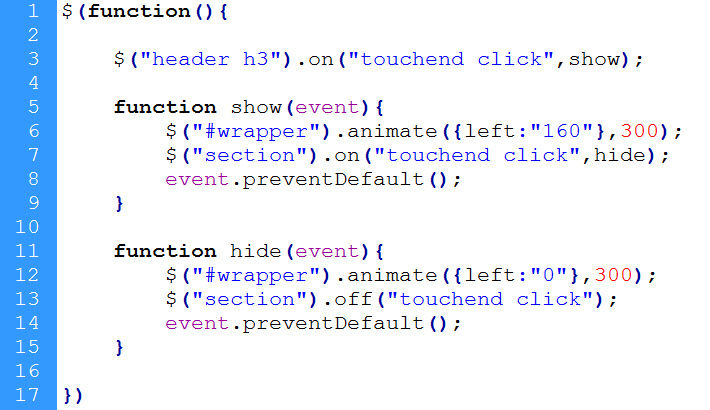 1 $(function(){
2
3 $("header h3").on("touchend click",show);
4
5 function show(event){
6 $("#wrapper").animate({left:"160"},300);
7 $("section").on("touchend click",hide);
8 event.preventDefault();
9 }
10
11 function hide(event){
12 $("#wrapper").animate({left:"0"},300);
13 $("section").off("touchend click");
14 event.preventDefault();
15 }
16
17 })